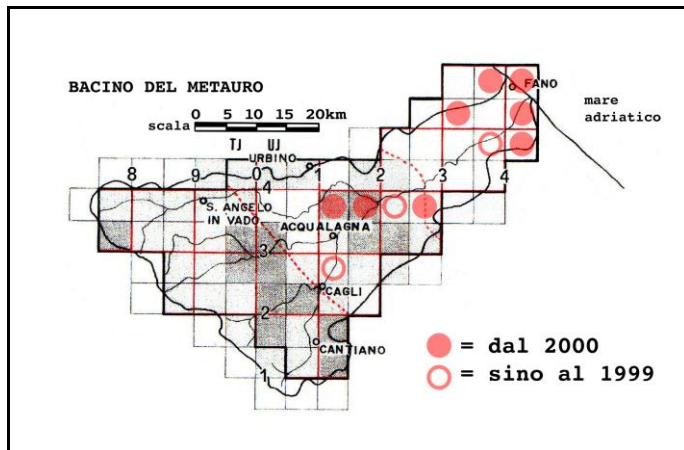 BACINO DEL METAURO
0 5 10 15 20km
scala
TJ UJ
FANO
mare
adriatico
URBINO
8 9 0 1 2 3 4
4
S. ANGELO
IN VADO
ACQUALAGNA
3
CAGLI
2
CANTIANO
1
= dal 2000
= sino al 1999